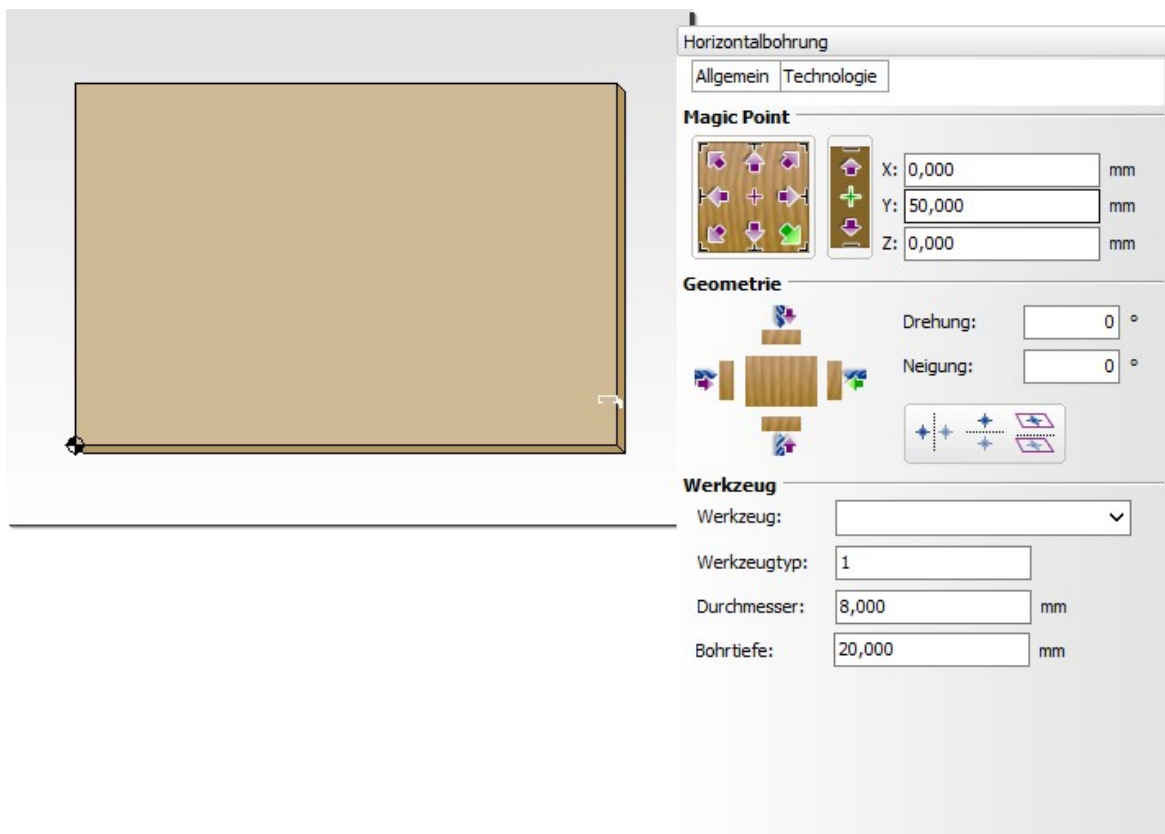 Horizontalbohrung
Allgemein Technologie
Magic Point
X: 0,000 mm
Y: 50,000 mm
Z: 0,000 mm
Geometrie
Drehung: 0 °
Neigung: 0 °
Werkzeug
Werkzeug:
Werkzeugtyp: 1
Durchmesser: 8,000 mm
Bohrtiefe: 20,000 mm